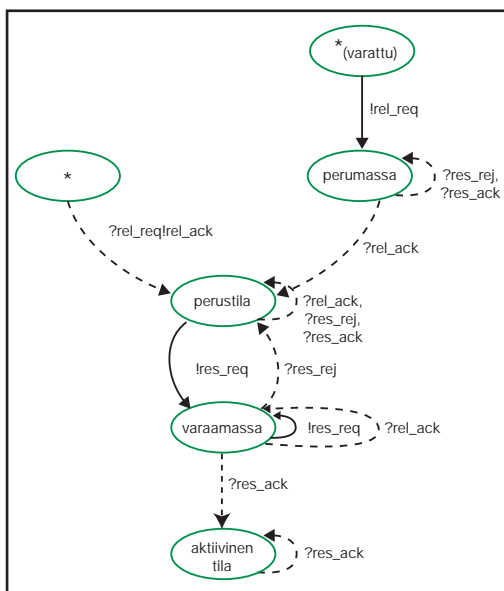 *(varattu)
!rel_req
*
perumassa
?res_rej,
?res_ack
?rel_req!rel_ack
?rel_ack
perustila
?rel_ack,
?res_rej,
?res_ack
!res_req
?res_rej
varaamassa
!res_req
?rel_ack
?res_ack
aktiivinen
tila
?res_ack